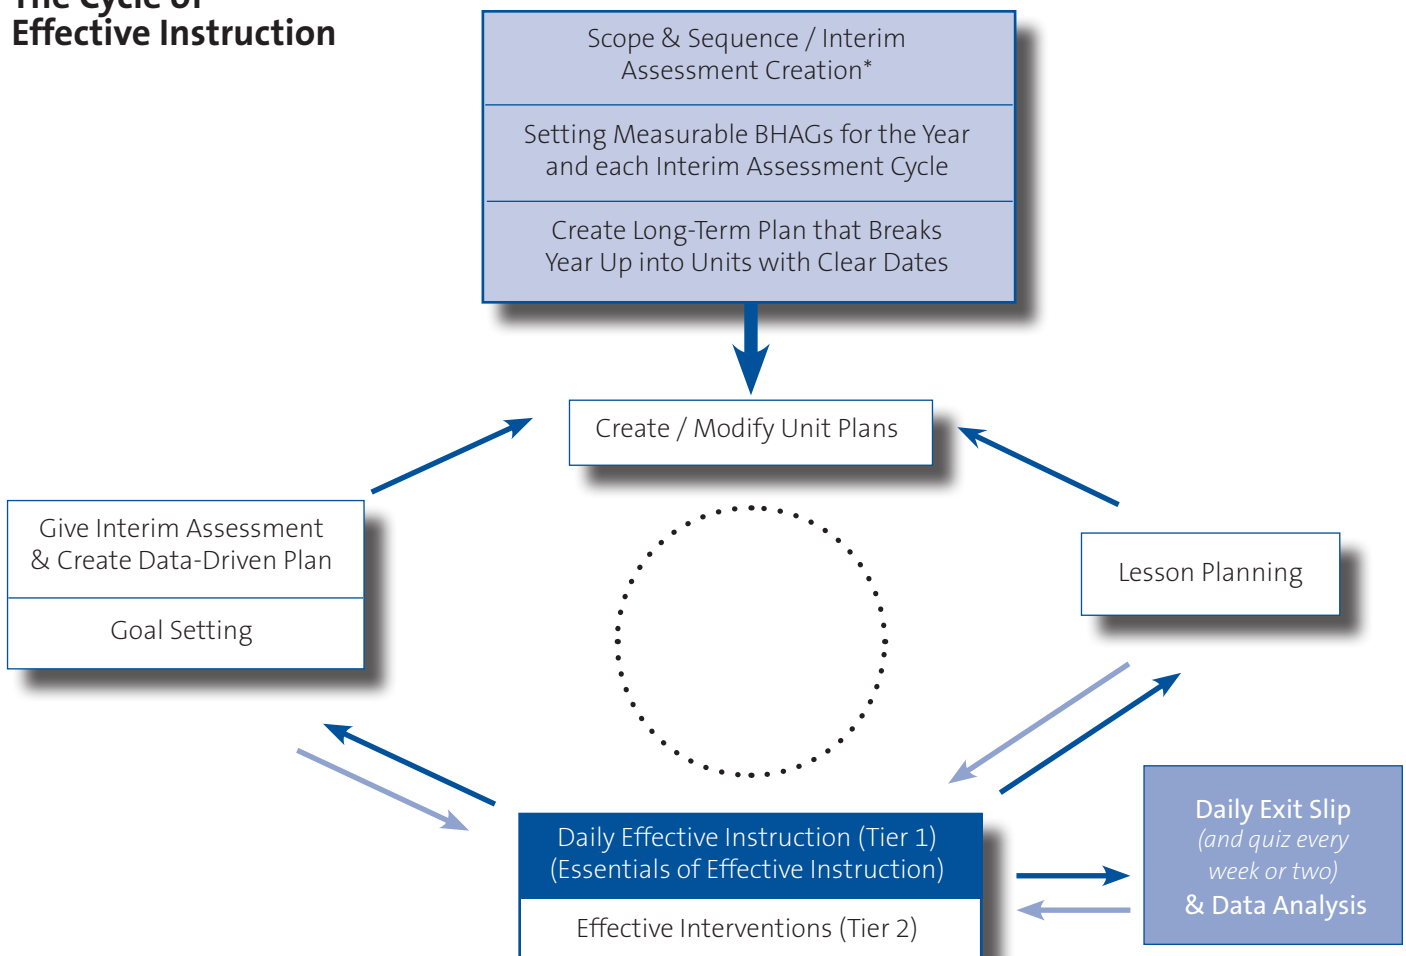 The Cycle of
Effective Instruction
Scope & Sequence / Interim
Assessment Creation*
Setting Measurable BHAGs for the Year
and each Interim Assessment Cycle
Create Long-Term Plan that Breaks
Year Up into Units with Clear Dates
Create / Modify Unit Plans
Give Interim Assessment
& Create Data-Driven Plan
Goal Setting
Lesson Planning
Daily Effective Instruction (Tier 1)
(Essentials of Effective Instruction)
Effective Interventions (Tier 2)
Daily Exit Slip
(and quiz every
week or two)
& Data Analysis